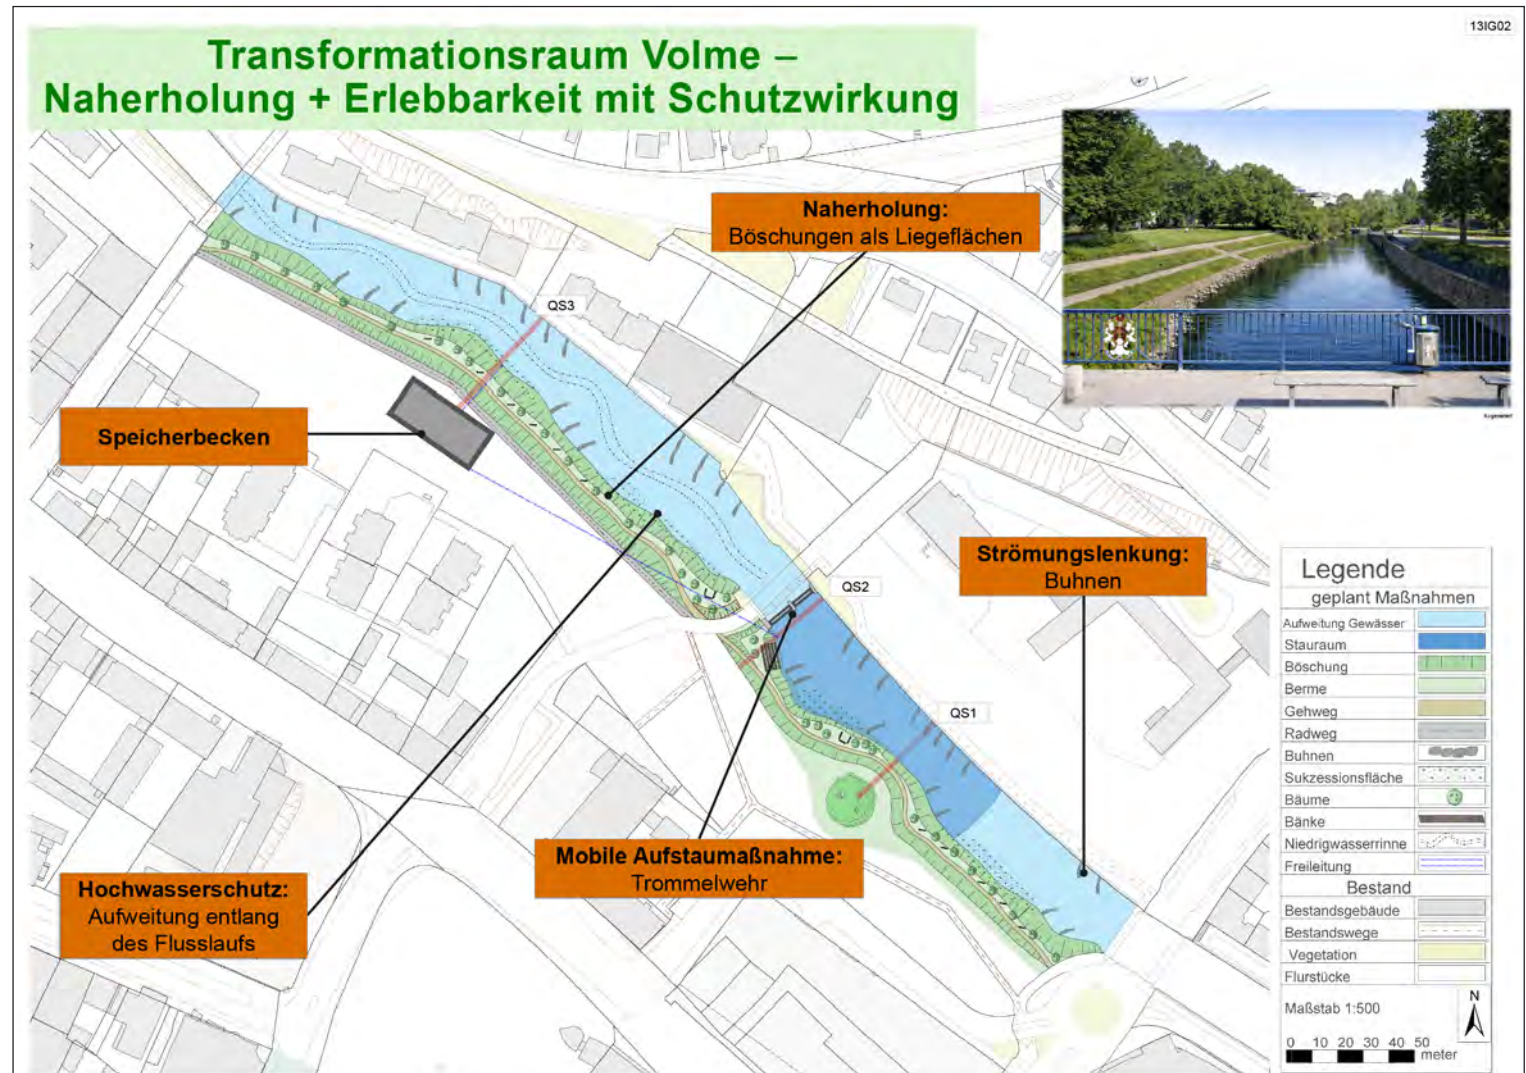 13IG02
Transformationsraum Volme –
Naherholung + Erlebbarkeit mit Schutzwirkung
Naherholung:
Böschungen als Liegeflächen
QS3
Speicherbecken
Strömungslenkung:
Buhnen
QS2
QS1
Mobile Aufstaumaßnahme:
Trommelwehr
Hochwasserschutz:
Aufweitung entlang
des Flusslaufs
Legende
geplant Maßnahmen
Aufweitung Gewässer
Stauraum
Böschung
Berme
Gehweg
Radweg
Buhnen
Sukzessionsfläche
Bäume
Bänke
Niedrigwasserrinne
Freileitung
Bestand
Bestandsgebäude
Bestandswege
Vegetation
Flurstücke
Maßstab 1:500
N
0 10 20 30 40 50
meter